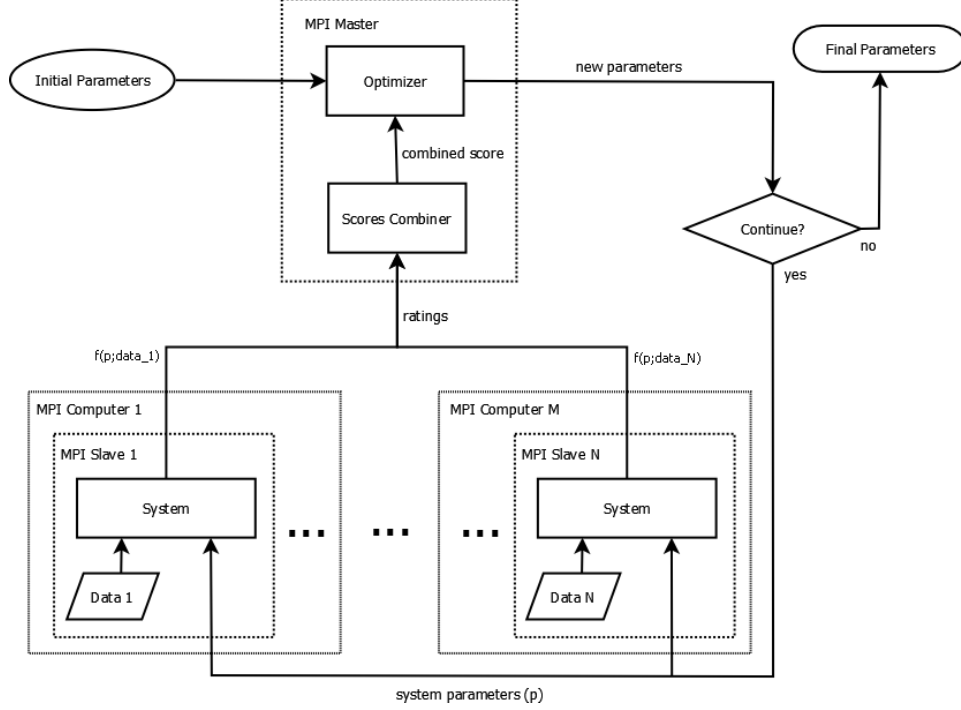 MPI Master
Initial Parameters
Optimizer
new parameters
Final Parameters
combined score
Scores Combiner
Continue?
no
yes
ratings
f(p;data_1)
f(p;data_N)
MPI Computer 1
MPI Computer M
MPI Slave 1
MPI Slave N
System
System
... ... ...
Data 1
Data N
system parameters (p)